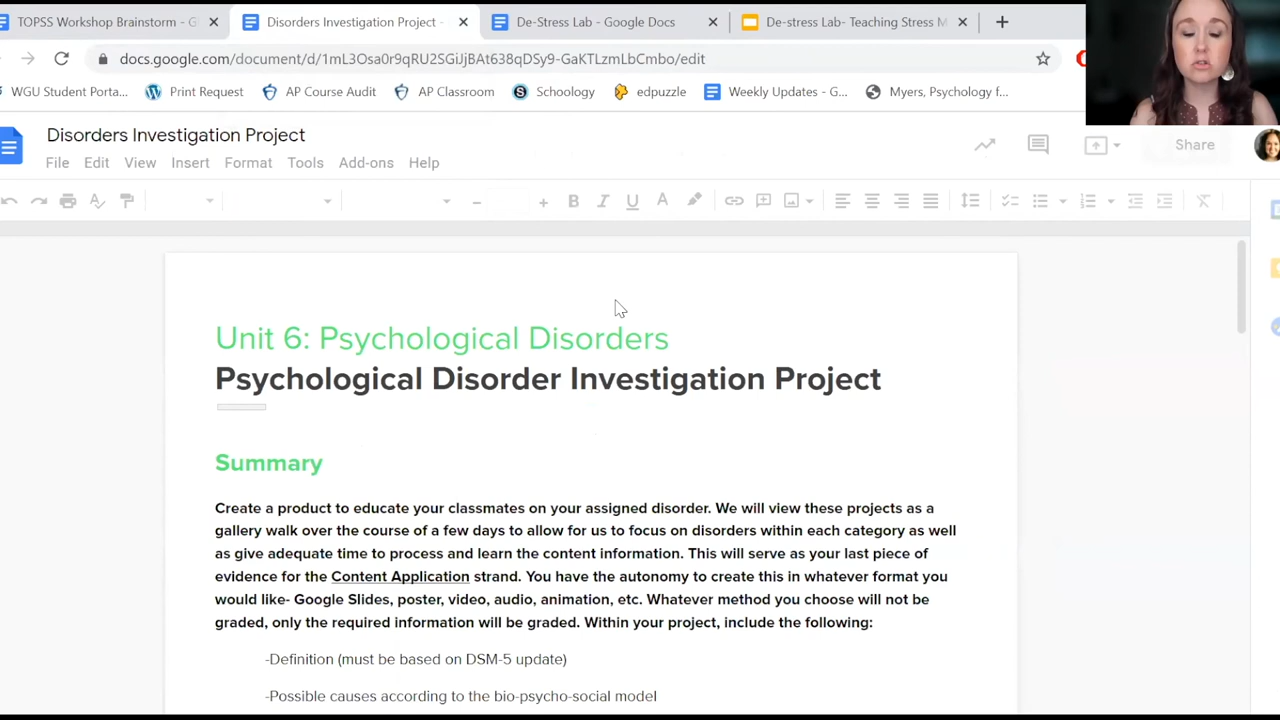 TOPSS Workshop Brainstorm - G
Disorders Investigation Project -
De-Stress Lab - Google Docs
De-stress Lab- Teaching Stress M
docs.google.com/document/d/1mL3Osa0r9qRU2SGiJjBAt638qDSy9-GaKTLzmLbCmbo/edit
WGU Student Porta...
Print Request
AP Course Audit
AP Classroom
Schoology
edpuzzle
Weekly Updates - G...
Myers, Psychology f...
Disorders Investigation Project
File Edit View Insert Format Tools Add-ons Help
Share
Unit 6: Psychological Disorders
Psychological Disorder Investigation Project
Summary
Create a product to educate your classmates on your assigned disorder. We will view these projects as a
gallery walk over the course of a few days to allow for us to focus on disorders within each category as well
as give adequate time to process and learn the content information. This will serve as your last piece of
evidence for the Content Application strand. You have the autonomy to create this in whatever format you
would like- Google Slides, poster, video, audio, animation, etc. Whatever method you choose will not be
graded, only the required information will be graded. Within your project, include the following:
-Definition (must be based on DSM-5 update)
-Possible causes according to the bio-psycho-social model